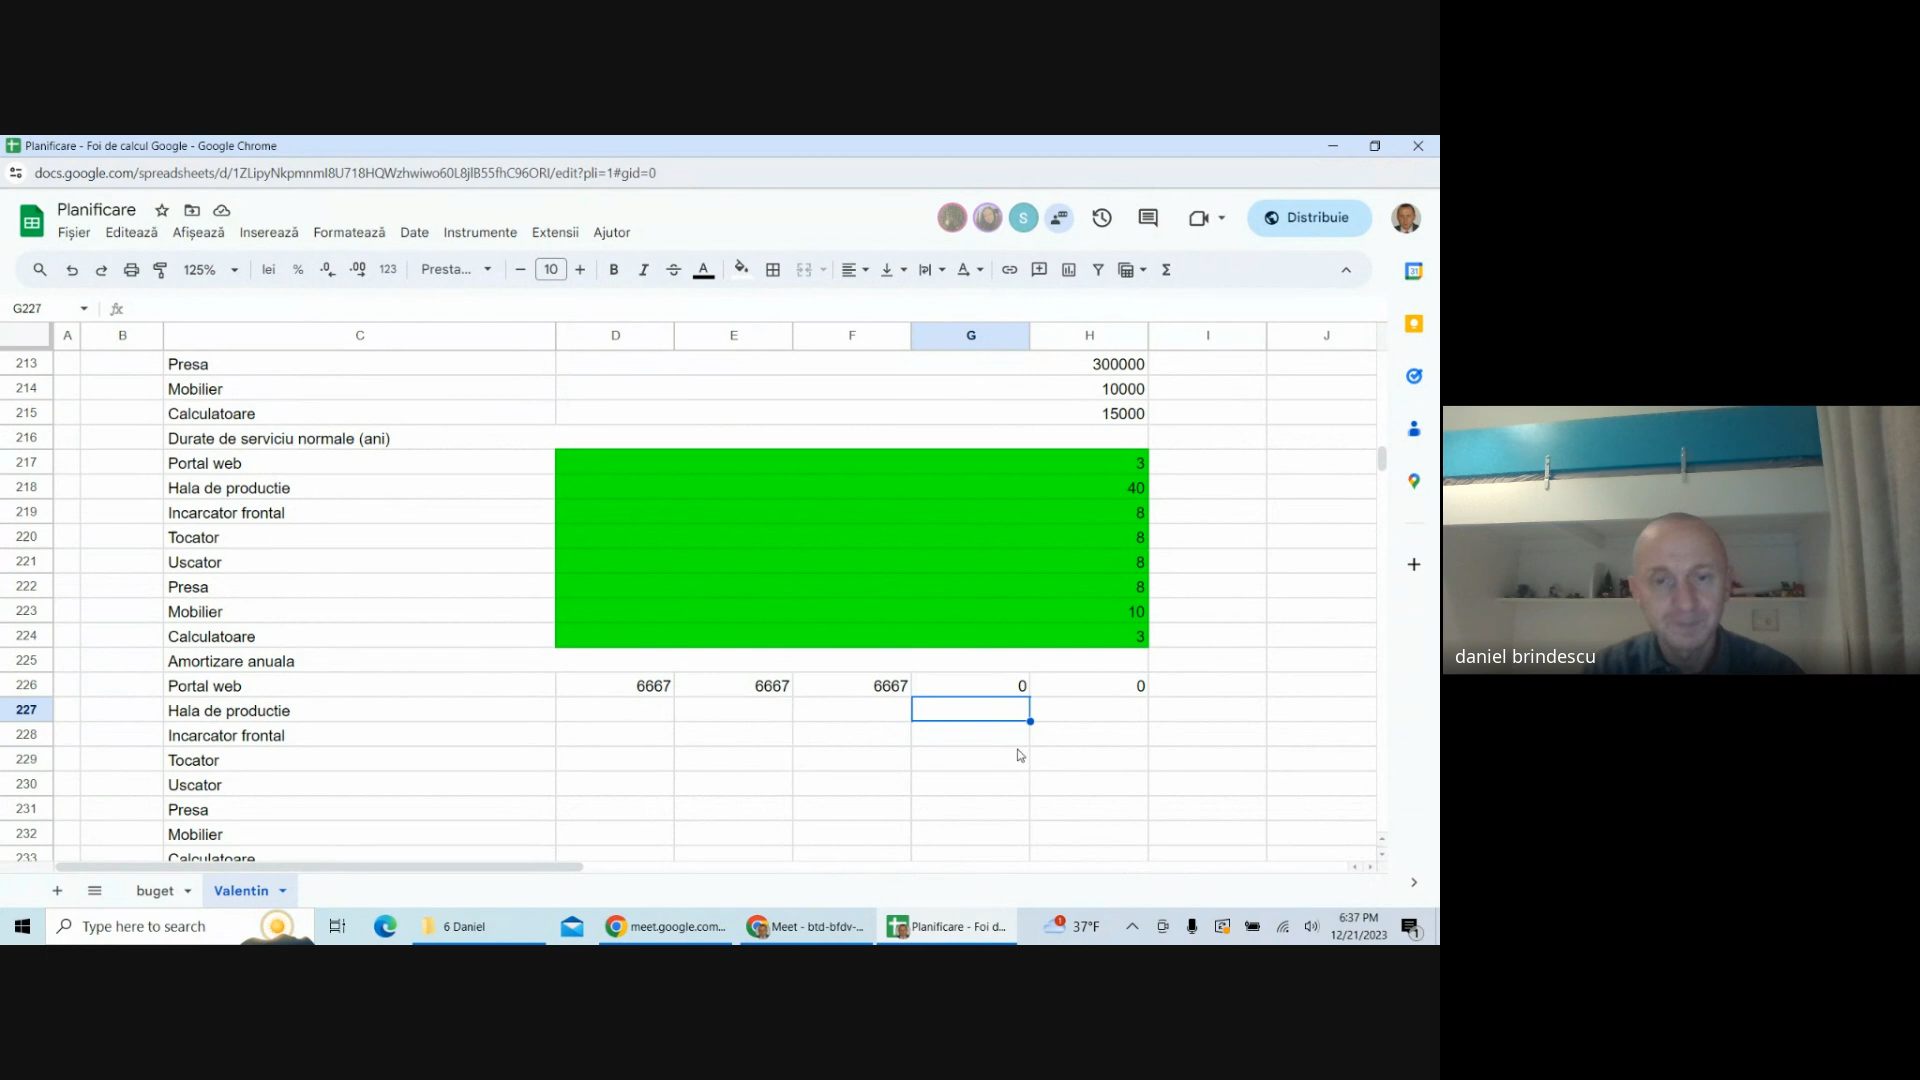 Planificare - Foi de calcul Google - Google Chrome
docs.google.com/spreadsheets/d/1ZLipyNkpmnmI8U718HQWzhwiwo60L8jlB55fhC96ORI/edit?pli=1#gid=0
Planificare
S
Distribuie
Fișier Editează Afișează Inserează Formatează Date Instrumente Extensii Ajutor
125% lei % .0 .00 123 Presta... 10 B I A
G227
A B C D E F G H I J
213 Presa 300000
214 Mobilier 10000
215 Calculatoare 15000
216 Durate de serviciu normale (ani)
217 Portal web 3
218 Hala de productie 40
219 Incarcator frontal 8
220 Tocator 8
221 Uscator 8
222 Presa 8
223 Mobilier 10
224 Calculatoare 3
225 Amortizare anuala
226 Portal web 6667 6667 6667 0 0
227 Hala de productie
228 Incarcator frontal
229 Tocator
230 Uscator
231 Presa
232 Mobilier
233 Calculatoare
buget Valentin
Type here to search 6 Daniel meet.google.com... Meet - btd-bfdv-... Planificare - Foi d... 37°F 6:37 PM
12/21/2023
daniel brindescu